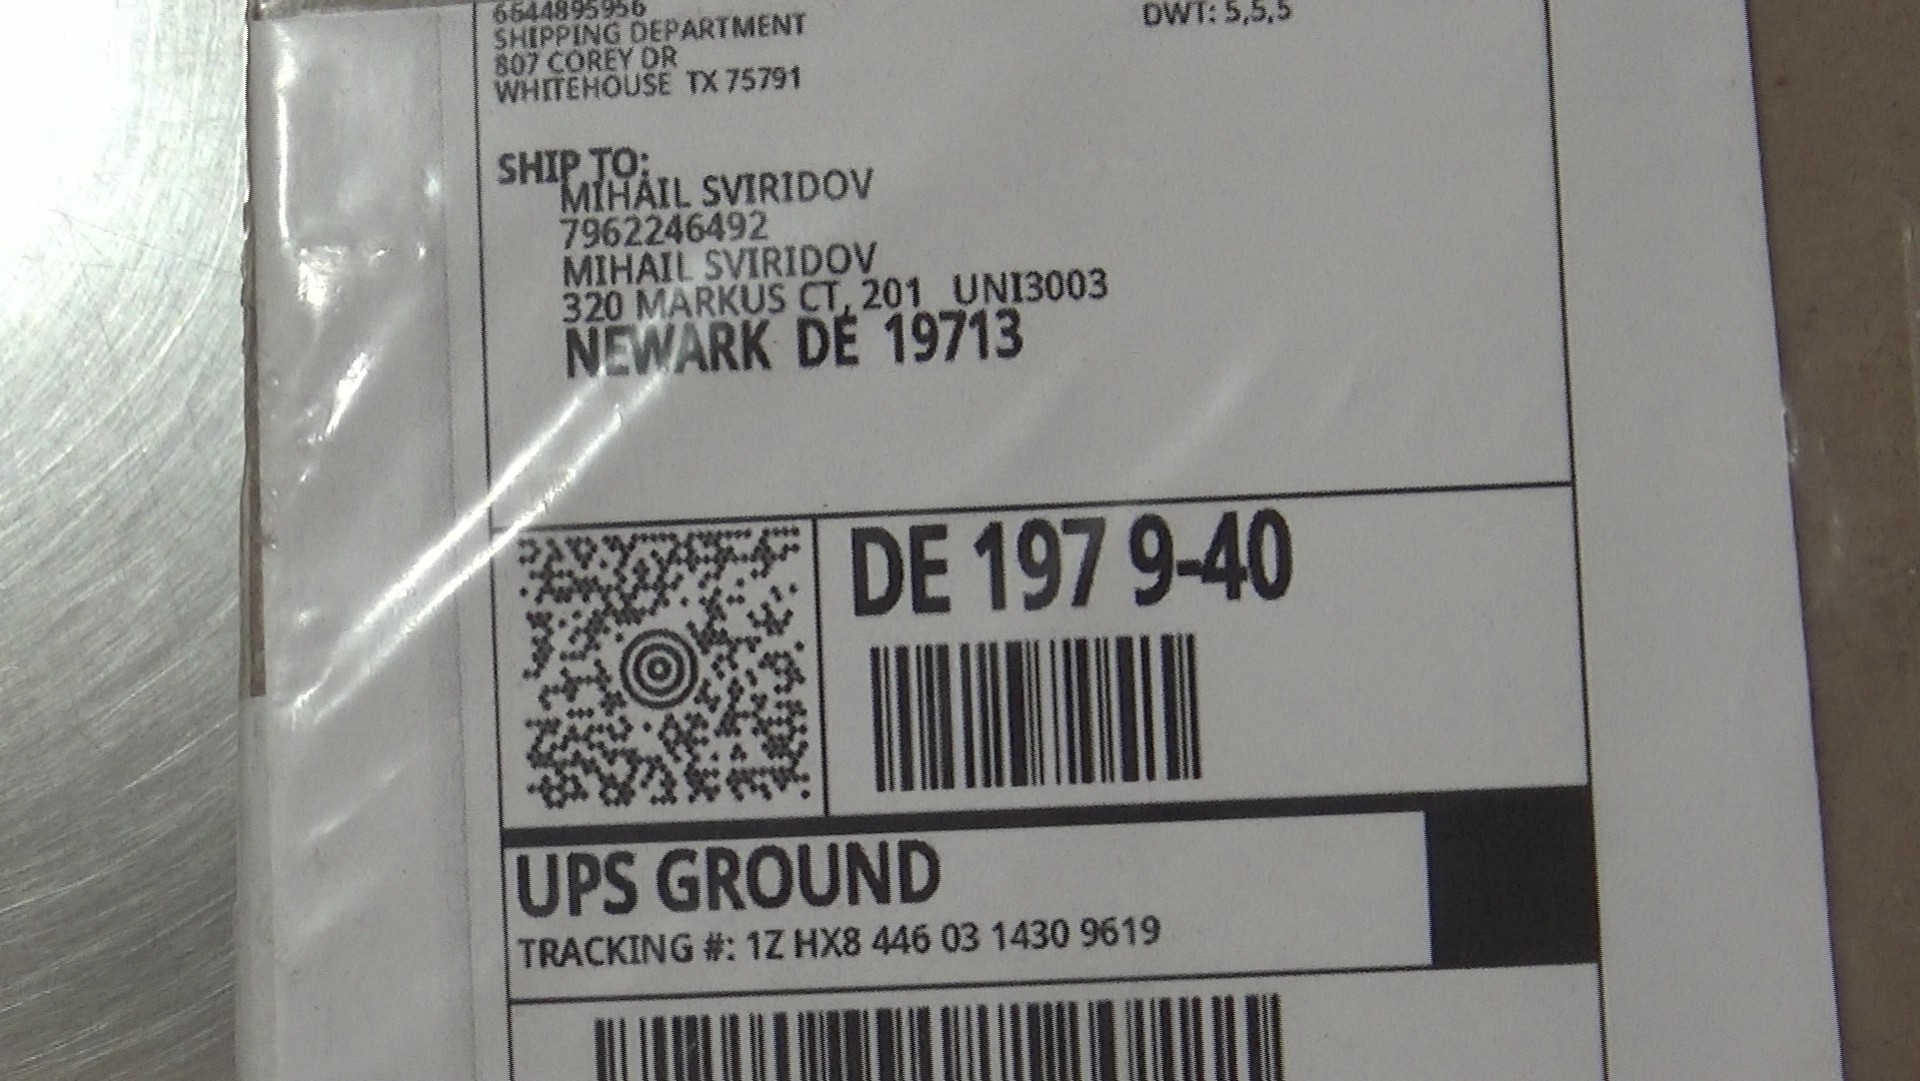 6644895956
SHIPPING DEPARTMENT
807 COREY DR
WHITEHOUSE TX 75791
DWT: 5,5,5
SHIP TO:
MIHAIL SVIRIDOV
7962246492
MIHAIL SVIRIDOV
320 MARKUS CT, 201 UNI3003
NEWARK DE 19713
DE 197 9-40
UPS GROUND
TRACKING #: 1Z HX8 446 03 1430 9619